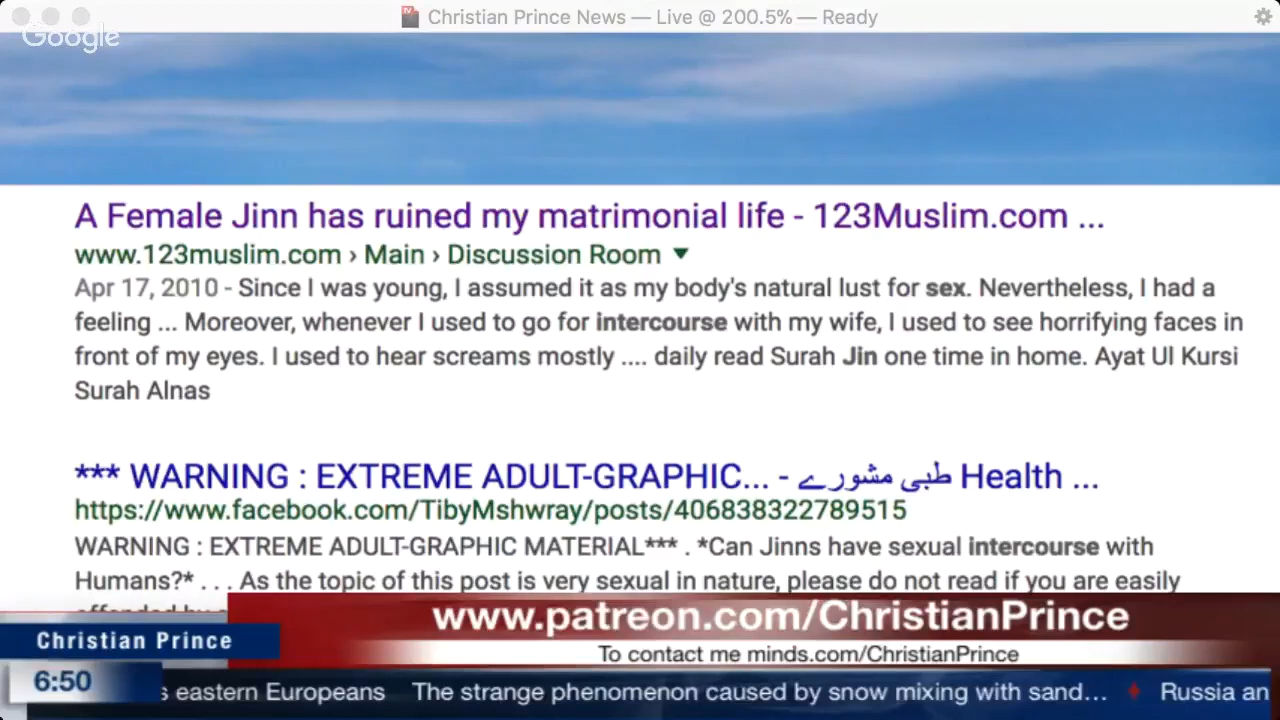 Christian Prince News — Live @ 200.5% — Ready
Google
A Female Jinn has ruined my matrimonial life - 123Muslim.com ...
www.123muslim.com › Main › Discussion Room ▼
Apr 17, 2010 - Since I was young, I assumed it as my body's natural lust for sex. Nevertheless, I had a
feeling ... Moreover, whenever I used to go for intercourse with my wife, I used to see horrifying faces in
front of my eyes. I used to hear screams mostly .... daily read Surah Jin one time in home. Ayat Ul Kursi
Surah Alnas
*** WARNING : EXTREME ADULT-GRAPHIC... - طبی مشورے Health ...
https://www.facebook.com/TibyMshwray/posts/406838322789515
WARNING : EXTREME ADULT-GRAPHIC MATERIAL*** . *Can Jinns have sexual intercourse with
Humans?* . . . As the topic of this post is very sexual in nature, please do not read if you are easily
www.patreon.com/ChristianPrince
Christian Prince
To contact me minds.com/ChristianPrince
6:50
s eastern Europeans The strange phenomenon caused by snow mixing with sand... ♦ Russia an